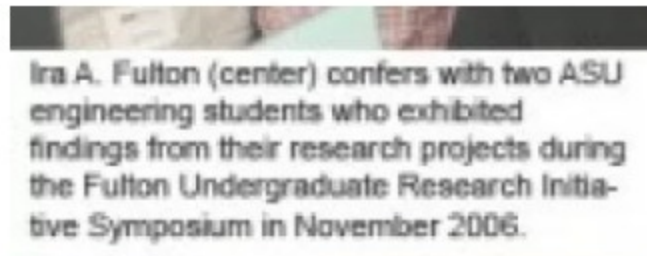 Ira A. Fulton (center) confers with two ASU
engineering students who exhibited
findings from their research projects during
the Fulton Undergraduate Research Initia-
tive Symposium in November 2006.